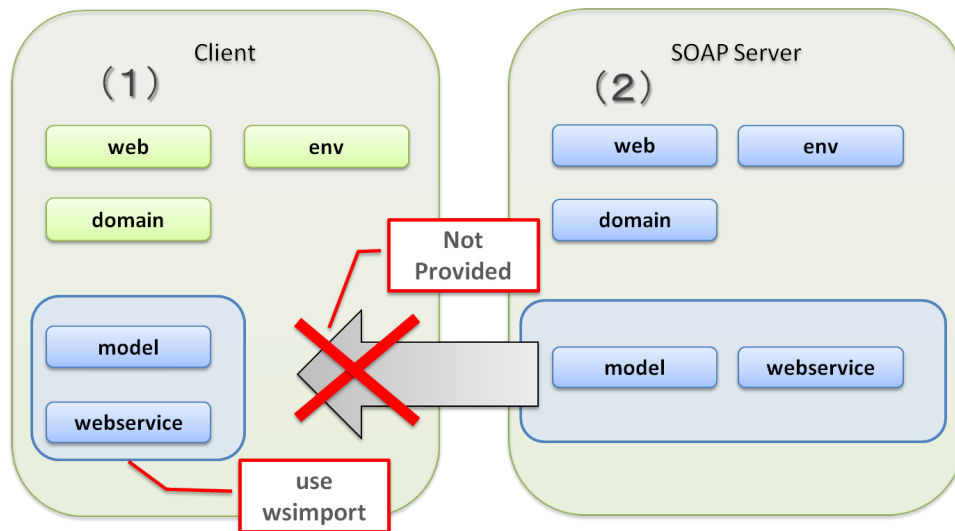 Client
(1)
web
env
domain
model
webservice
use
wsimport
Not
Provided
SOAP Server
(2)
web
env
domain
model
webservice